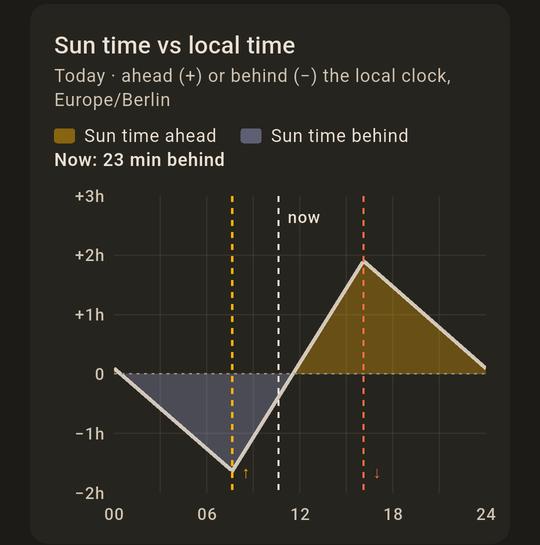 Sun time vs local time
Today · ahead (+) or behind (−) the local clock,
Europe/Berlin
Sun time ahead Sun time behind
Now: 23 min behind
+3h
now
+2h
+1h
0
−1h
↑ ↓
−2h
00 06 12 18 24